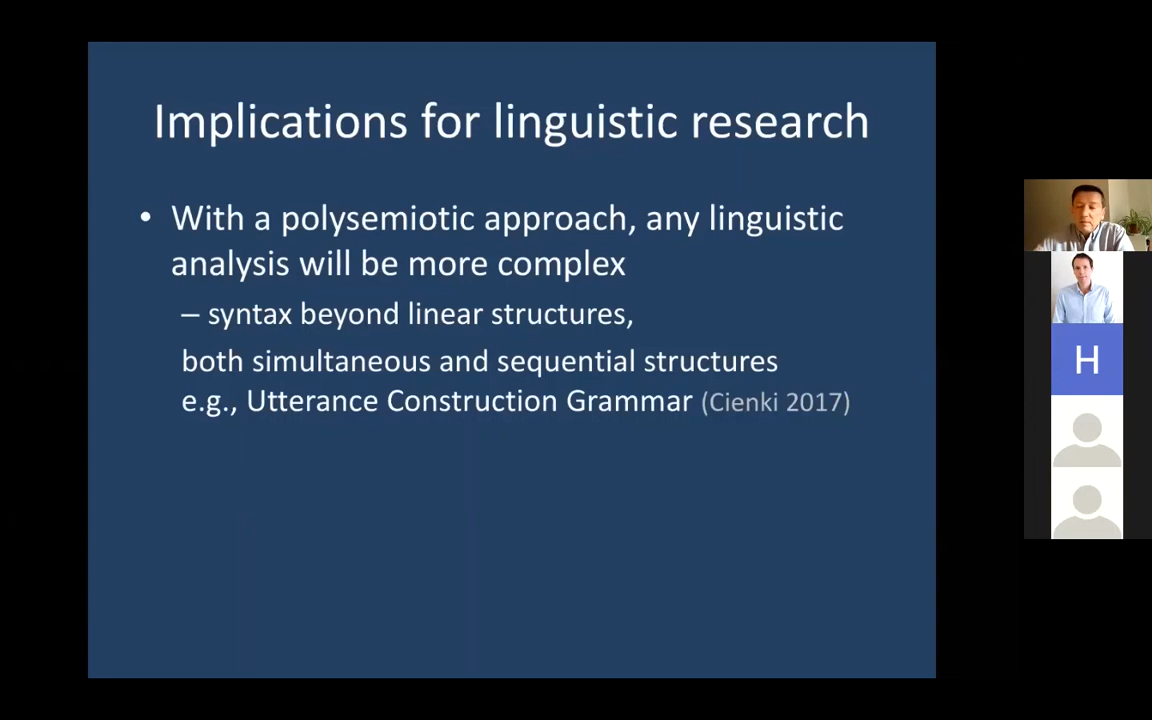 Implications for linguistic research
• With a polysemiotic approach, any linguistic
analysis will be more complex
– syntax beyond linear structures,
both simultaneous and sequential structures
e.g., Utterance Construction Grammar (Cienki 2017)
H